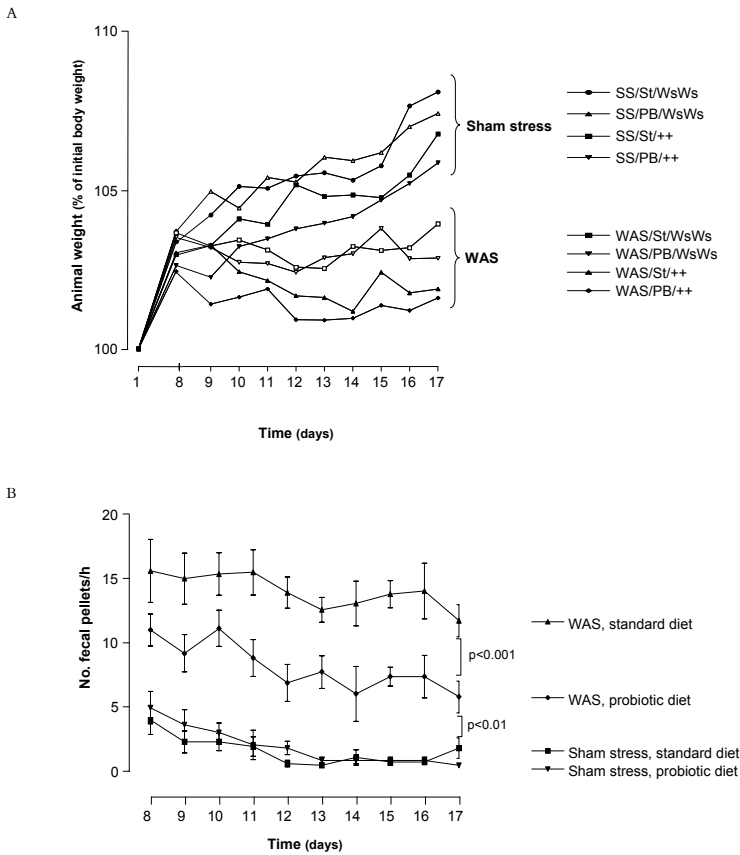 A
Animal weight (% of initial body weight)
110
105
100
1 8 9 10 11 12 13 14 15 16 17
Time (days)
Sham stress
WAS
SS/St/WsWs
SS/PB/WsWs
SS/St/++
SS/PB/++
WAS/St/WsWs
WAS/PB/WsWs
WAS/St/++
WAS/PB/++
B
No. fecal pellets/h
20
15
10
5
0
8 9 10 11 12 13 14 15 16 17
Time (days)
p<0.001
p<0.01
WAS, standard diet
WAS, probiotic diet
Sham stress, standard diet
Sham stress, probiotic diet